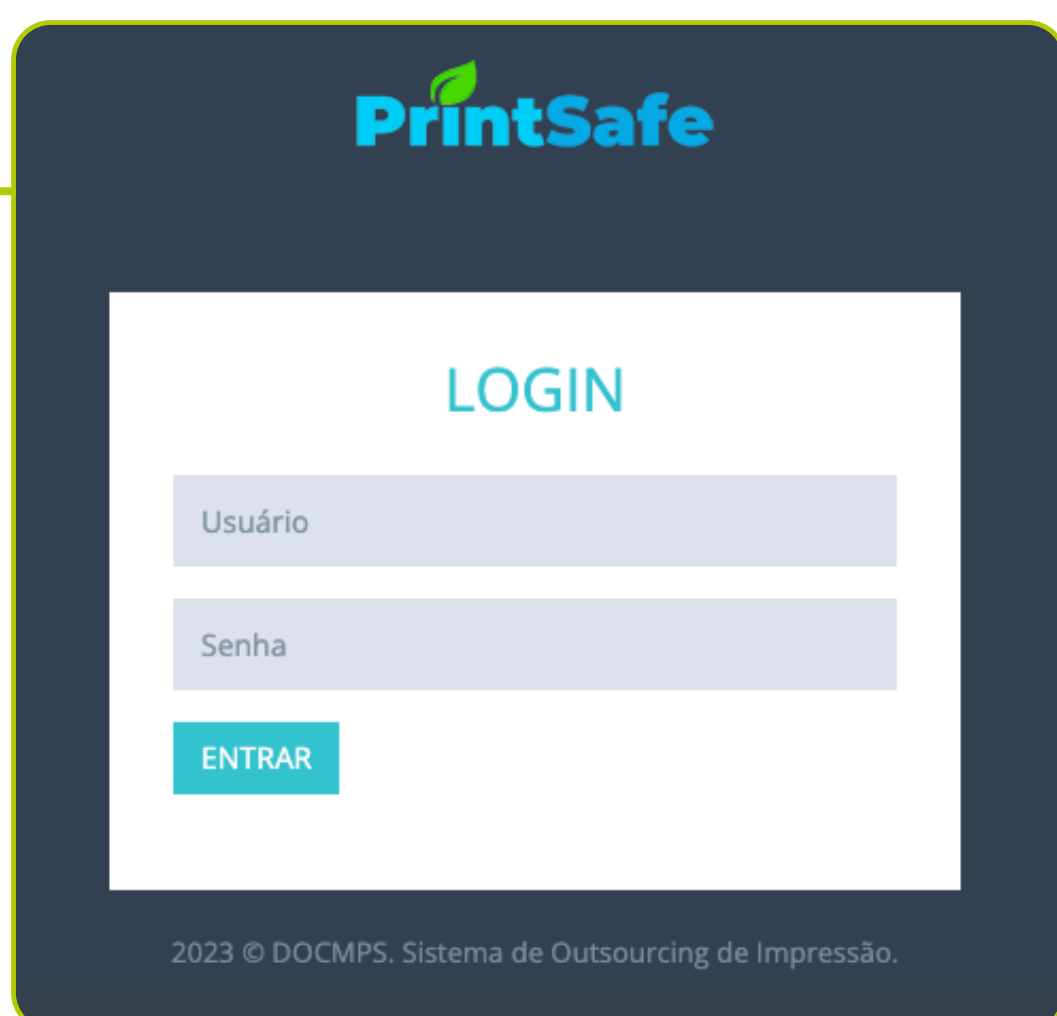 PrintSafe
LOGIN
Usuário
Senha
ENTRAR
2023 © DOCMPS. Sistema de Outsourcing de Impressão.